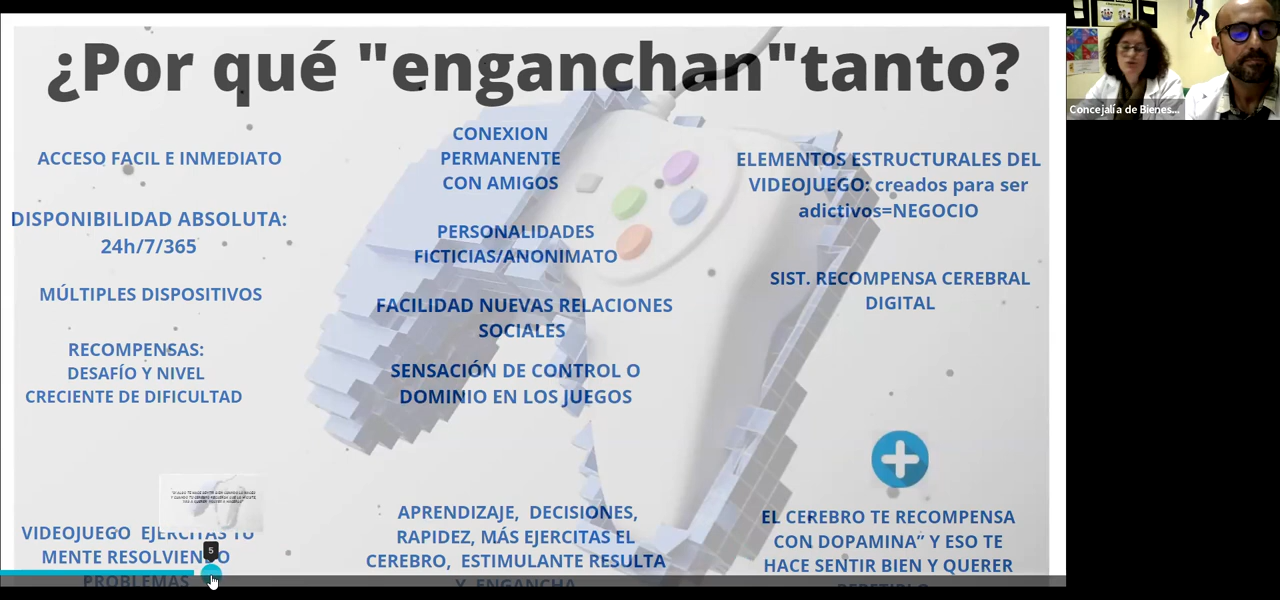 ¿Por qué "enganchan"tanto?
ACCESO FACIL E INMEDIATO
DISPONIBILIDAD ABSOLUTA:
24h/7/365
MÚLTIPLES DISPOSITIVOS
RECOMPENSAS:
DESAFÍO Y NIVEL
CRECIENTE DE DIFICULTAD
VIDEOJUEGO EJERCITAS TU
MENTE RESOLVIENDO
PROBLEMAS
CONEXION
PERMANENTE
CON AMIGOS
PERSONALIDADES
FICTICIAS/ANONIMATO
FACILIDAD NUEVAS RELACIONES
SOCIALES
SENSACIÓN DE CONTROL O
DOMINIO EN LOS JUEGOS
APRENDIZAJE, DECISIONES,
RAPIDEZ, MÁS EJERCITAS EL
CEREBRO, ESTIMULANTE RESULTA
Y ENGANCHA
ELEMENTOS ESTRUCTURALES DEL
VIDEOJUEGO: creados para ser
adictivos=NEGOCIO
SIST. RECOMPENSA CEREBRAL
DIGITAL
EL CEREBRO TE RECOMPENSA
CON DOPAMINA” Y ESO TE
HACE SENTIR BIEN Y QUERER
REPETIRLO
5
Concejalía de Bienes...